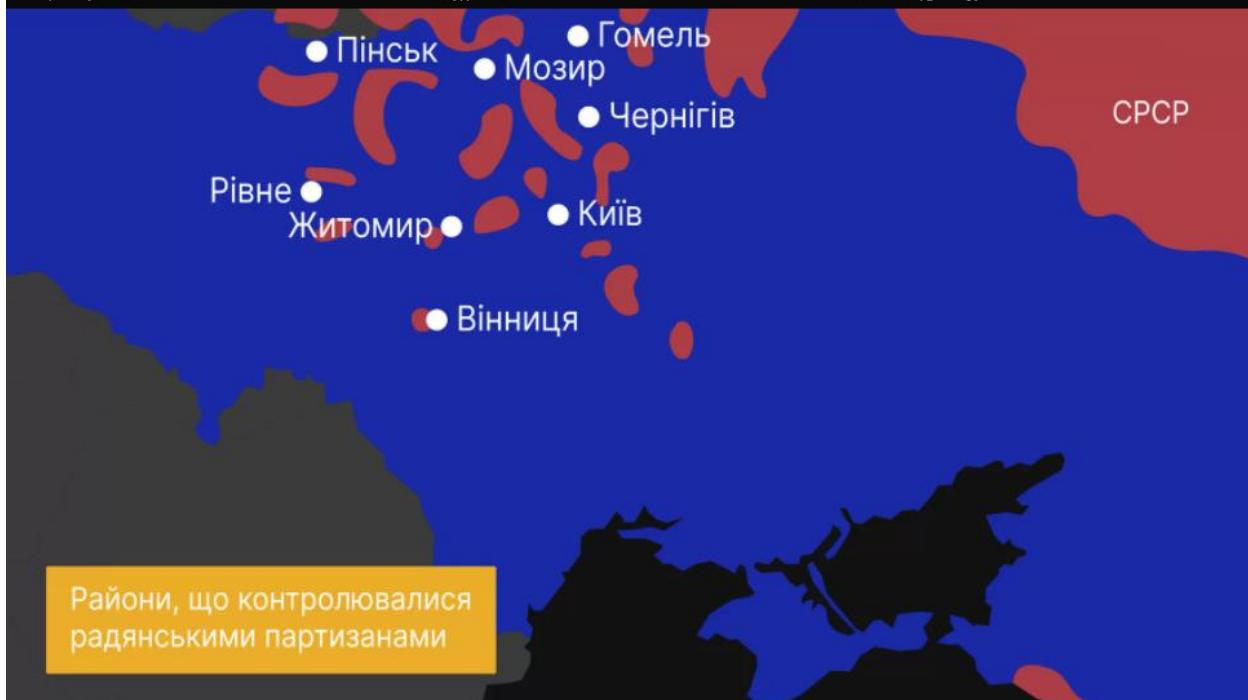 Гомель
Пінськ
Мозир
СРСР
Чернігів
Рівне
Київ
Житомир
Вінниця
Райони, що контролювалися
радянськими партизанами